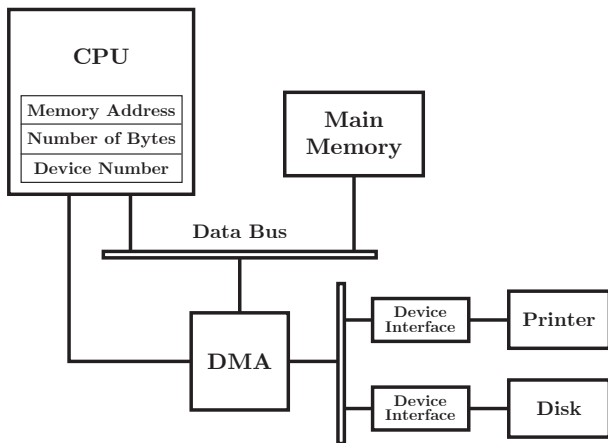 CPU
Memory Address
Number of Bytes
Device Number
Main
Memory
Data Bus
DMA
Device
Interface
Printer
Device
Interface
Disk